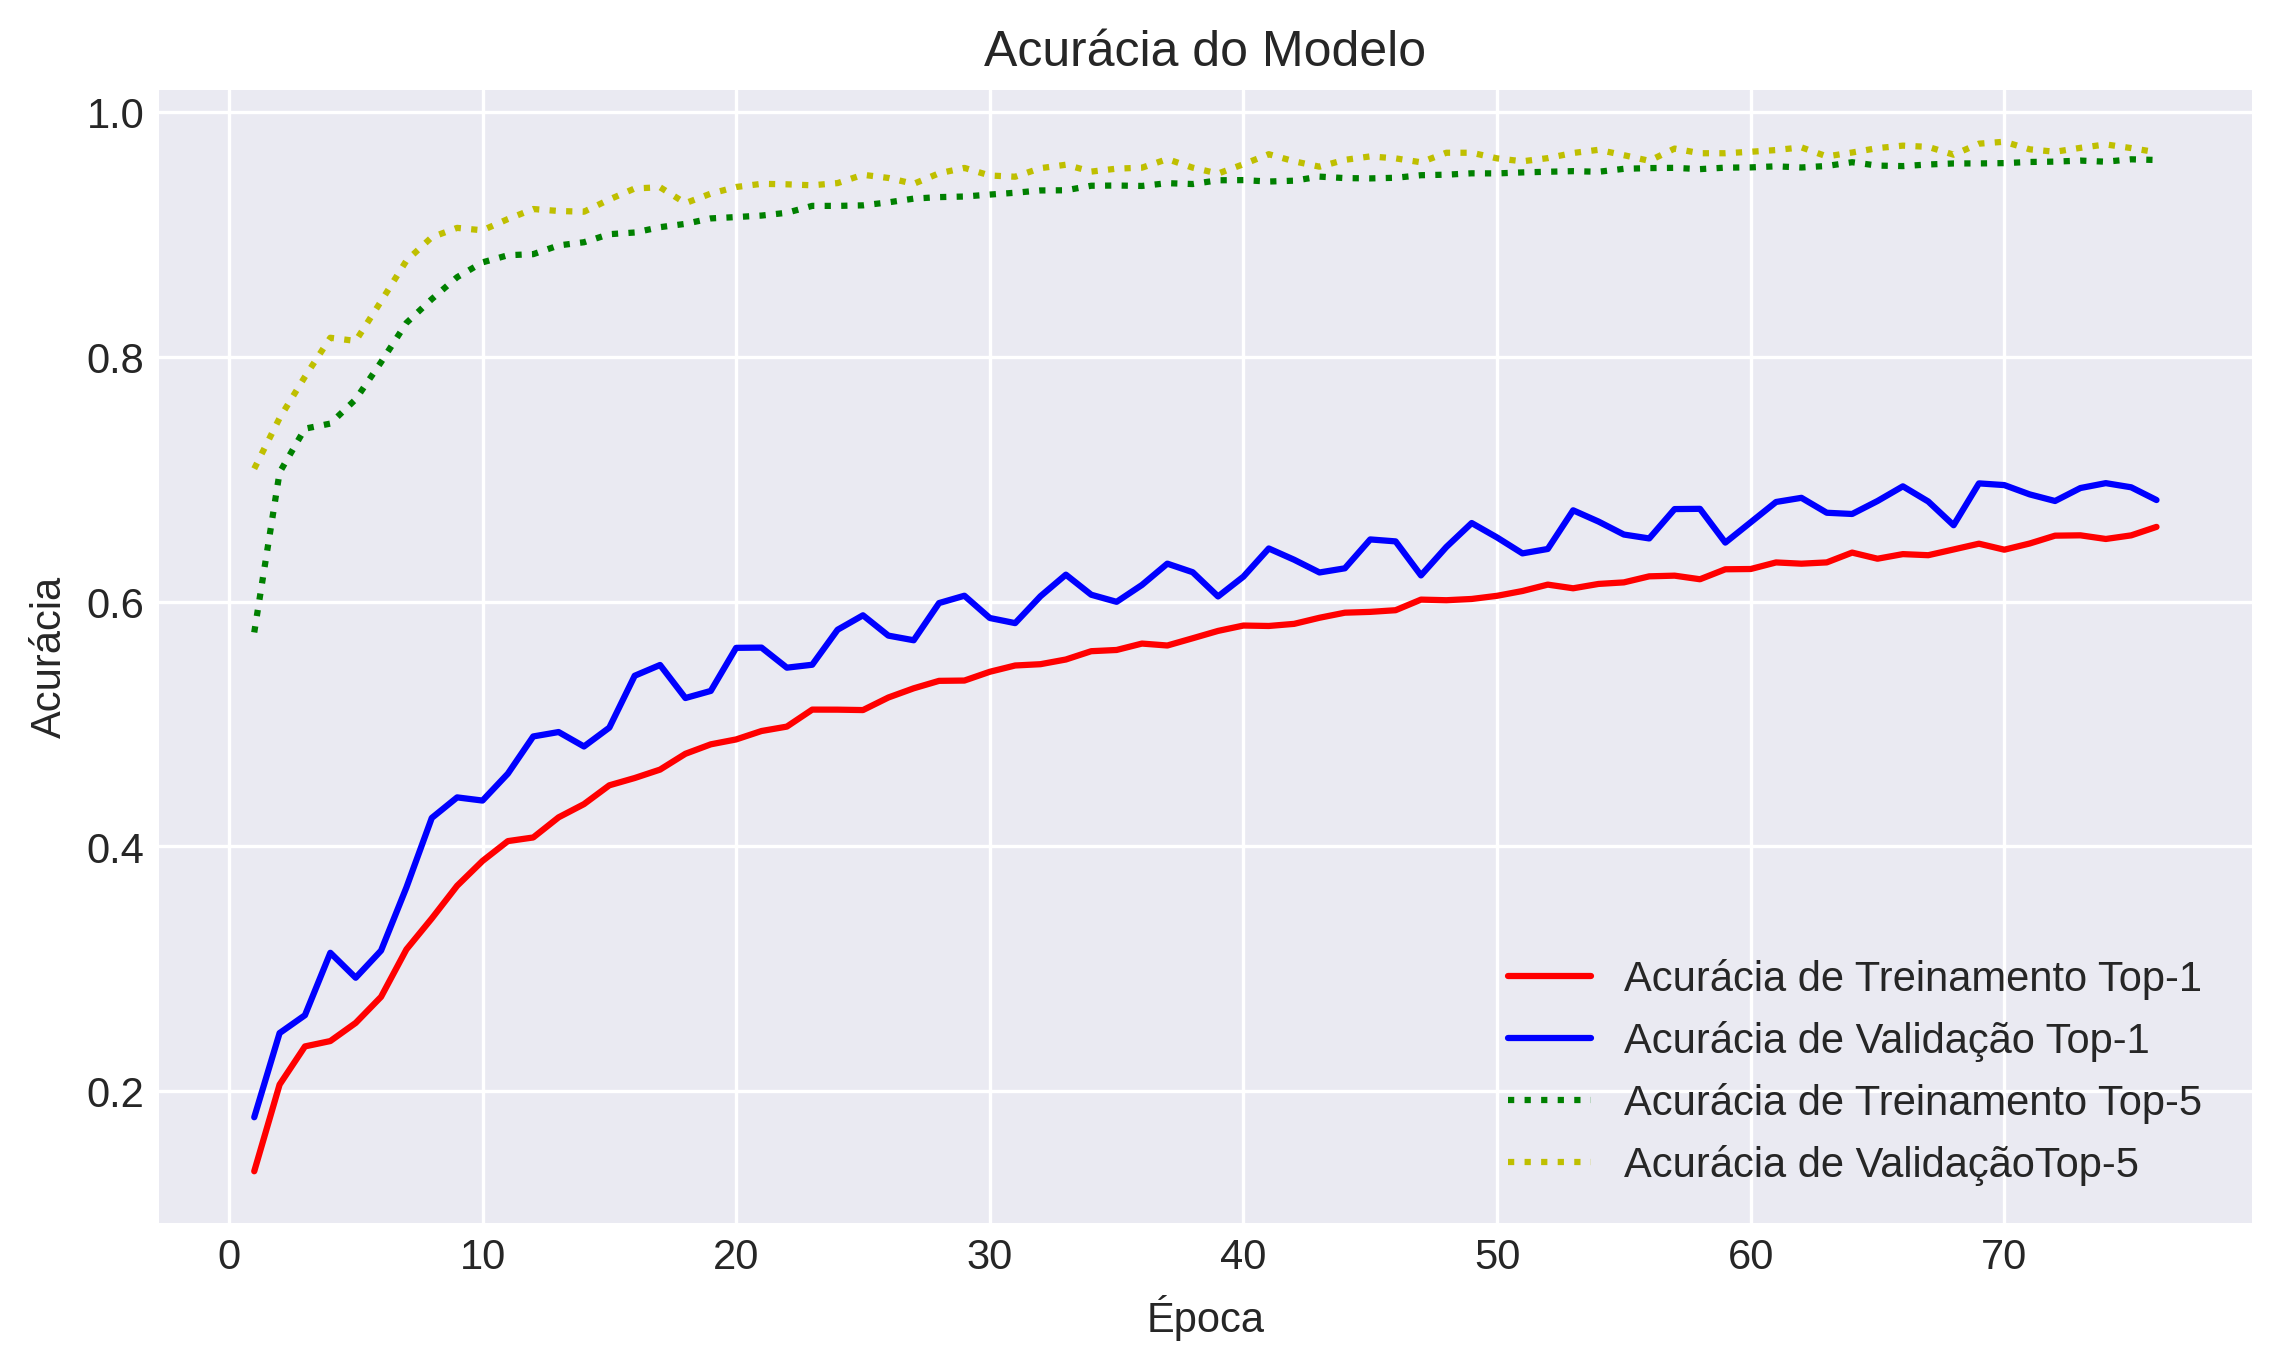 Acurácia do Modelo
1.0
0.8
0.6
0.4
0.2
Acurácia
Acurácia de Treinamento Top-1
Acurácia de Validação Top-1
Acurácia de Treinamento Top-5
Acurácia de ValidaçãoTop-5
0 10 20 30 40 50 60 70
Época